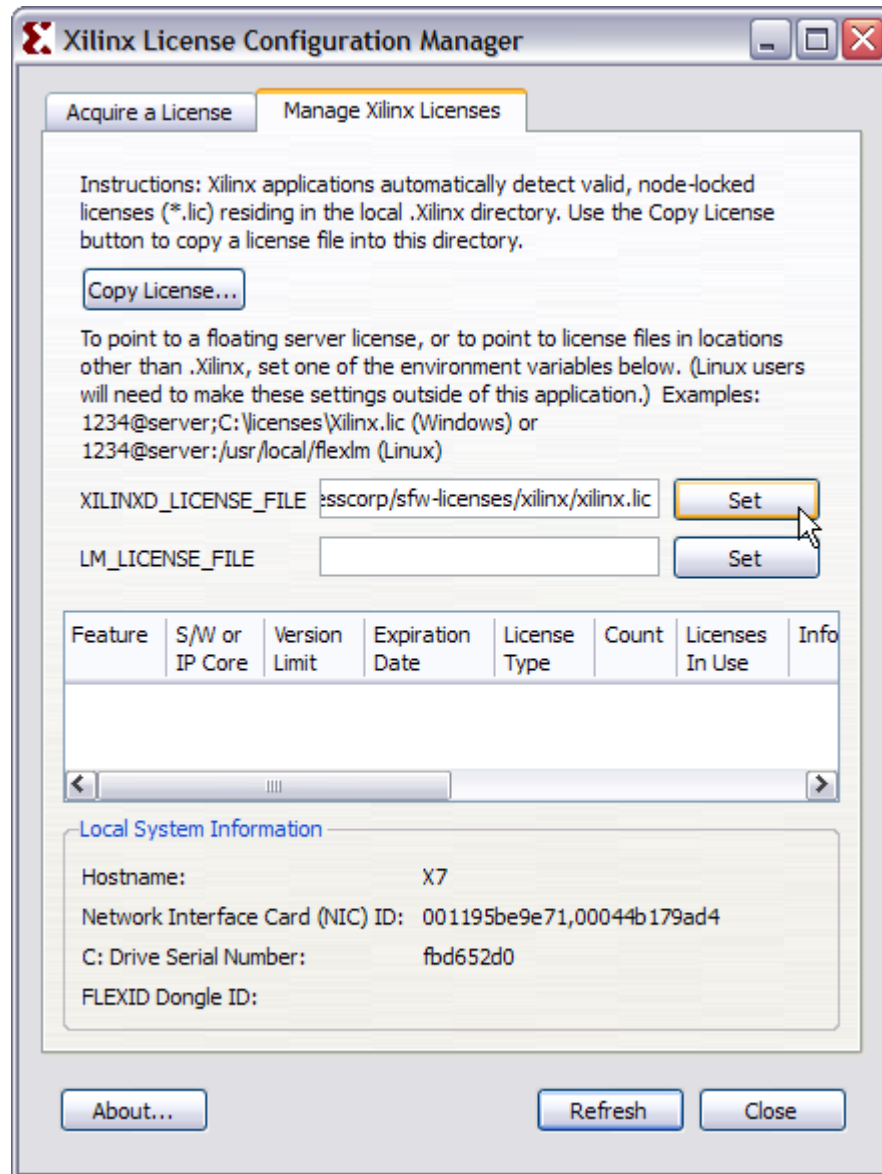 Xilinx License Configuration Manager
Acquire a License
Manage Xilinx Licenses
Instructions: Xilinx applications automatically detect valid, node-locked
licenses (*.lic) residing in the local .Xilinx directory. Use the Copy License
button to copy a license file into this directory.
Copy License...
To point to a floating server license, or to point to license files in locations
other than .Xilinx, set one of the environment variables below. (Linux users
will need to make these settings outside of this application.) Examples:
1234@server;C:\licenses\Xilinx.lic (Windows) or
1234@server:/usr/local/flexlm (Linux)
XILINXD_LICENSE_FILE esscorp/sfw-licenses/xilinx/xilinx.lic Set
LM_LICENSE_FILE Set
Feature S/W or Version Expiration License Count Licenses Info
IP Core Limit Date Type In Use
Local System Information
Hostname: X7
Network Interface Card (NIC) ID: 001195be9e71,00044b179ad4
C: Drive Serial Number: fbd652d0
FLEXID Dongle ID:
About... Refresh Close